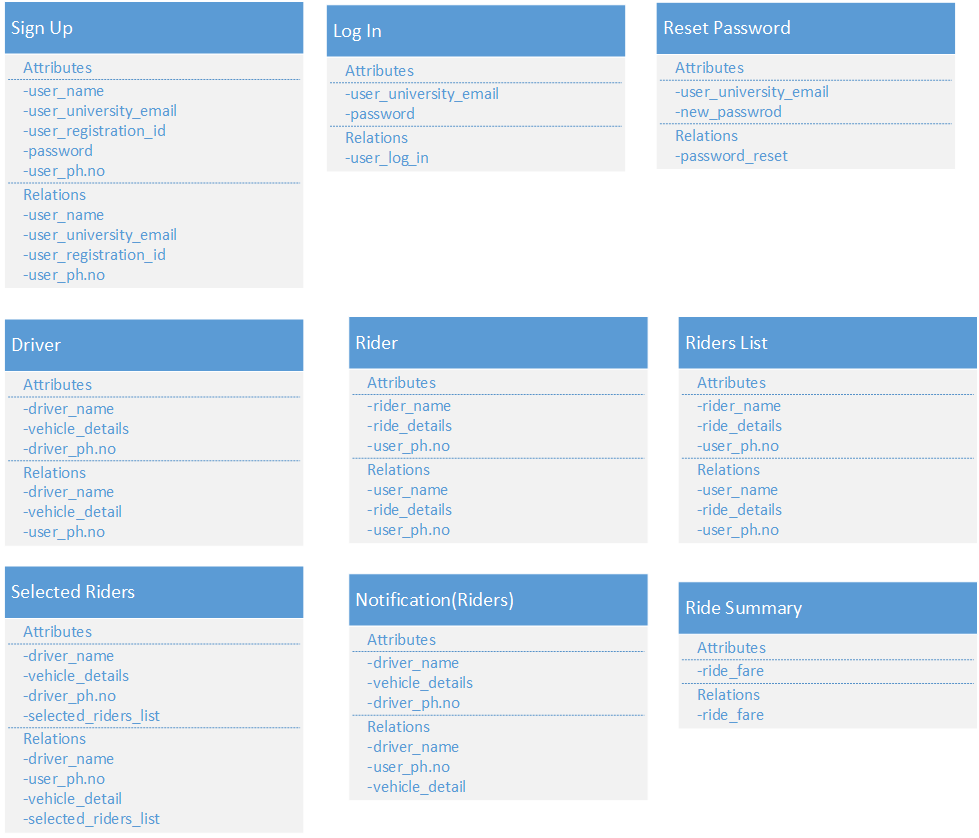 Sign Up
Attributes
-user_name
-user_university_email
-user_registration_id
-password
-user_ph.no
Relations
-user_name
-user_university_email
-user_registration_id
-user_ph.no
Log In
Attributes
-user_university_email
-password
Relations
-user_log_in
Reset Password
Attributes
-user_university_email
-new_passwrod
Relations
-password_reset
Driver
Attributes
-driver_name
-vehicle_details
-driver_ph.no
Relations
-driver_name
-vehicle_detail
-user_ph.no
Rider
Attributes
-rider_name
-ride_details
-user_ph.no
Relations
-user_name
-ride_details
-user_ph.no
Riders List
Attributes
-rider_name
-ride_details
-user_ph.no
Relations
-user_name
-ride_details
-user_ph.no
Selected Riders
Attributes
-driver_name
-vehicle_details
-driver_ph.no
-selected_riders_list
Relations
-driver_name
-user_ph.no
-vehicle_detail
-selected_riders_list
Notification(Riders)
Attributes
-driver_name
-vehicle_details
-driver_ph.no
Relations
-driver_name
-user_ph.no
-vehicle_detail
Ride Summary
Attributes
-ride_fare
Relations
-ride_fare